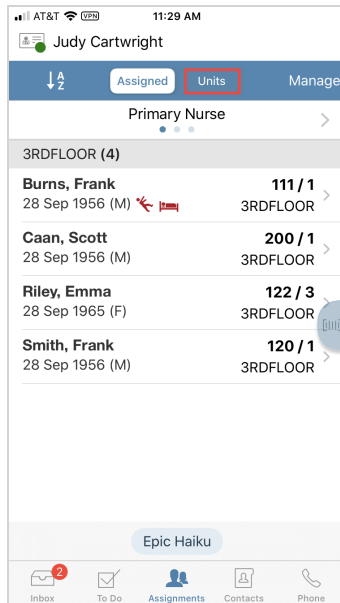 AT&T VPN 11:29 AM
Judy Cartwright
A
Z
Assigned Units Manage
Primary Nurse
3RDFLOOR (4)
Burns, Frank 111 / 1
28 Sep 1956 (M) 3RDFLOOR
Caan, Scott 200 / 1
28 Sep 1956 (M) 3RDFLOOR
Riley, Emma 122 / 3
28 Sep 1965 (F) 3RDFLOOR
Smith, Frank 120 / 1
28 Sep 1956 (M) 3RDFLOOR
Epic Haiku
2
Inbox To Do Assignments Contacts Phone